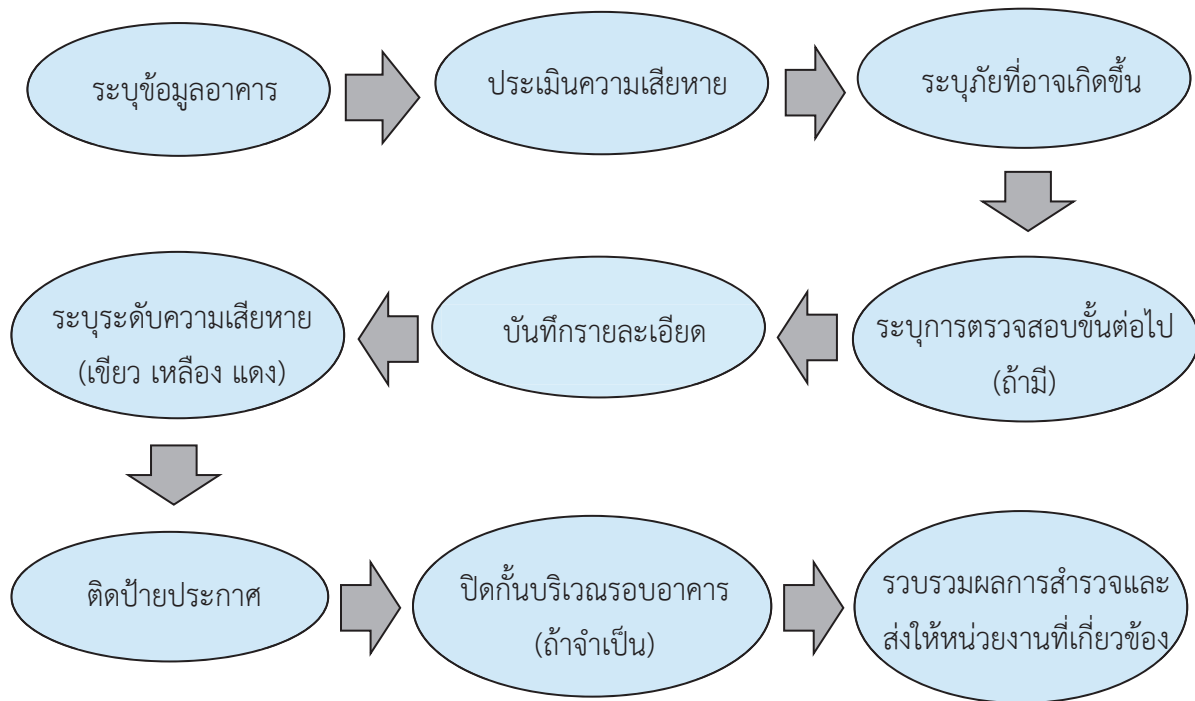 ระบุข้อมูลอาคาร
ประเมินความเสียหาย
ระบุภัยที่อาจเกิดขึ้น
ระบุการตรวจสอบขั้นต่อไป
(ถ้ามี)
บันทึกรายละเอียด
ระบุระดับความเสียหาย
(เขียว เหลือง แดง)
ติดป้ายประกาศ
ปิดกั้นบริเวณรอบอาคาร
(ถ้าจำเป็น)
รวบรวมผลการสำรวจและ
ส่งให้หน่วยงานที่เกี่ยวข้อง